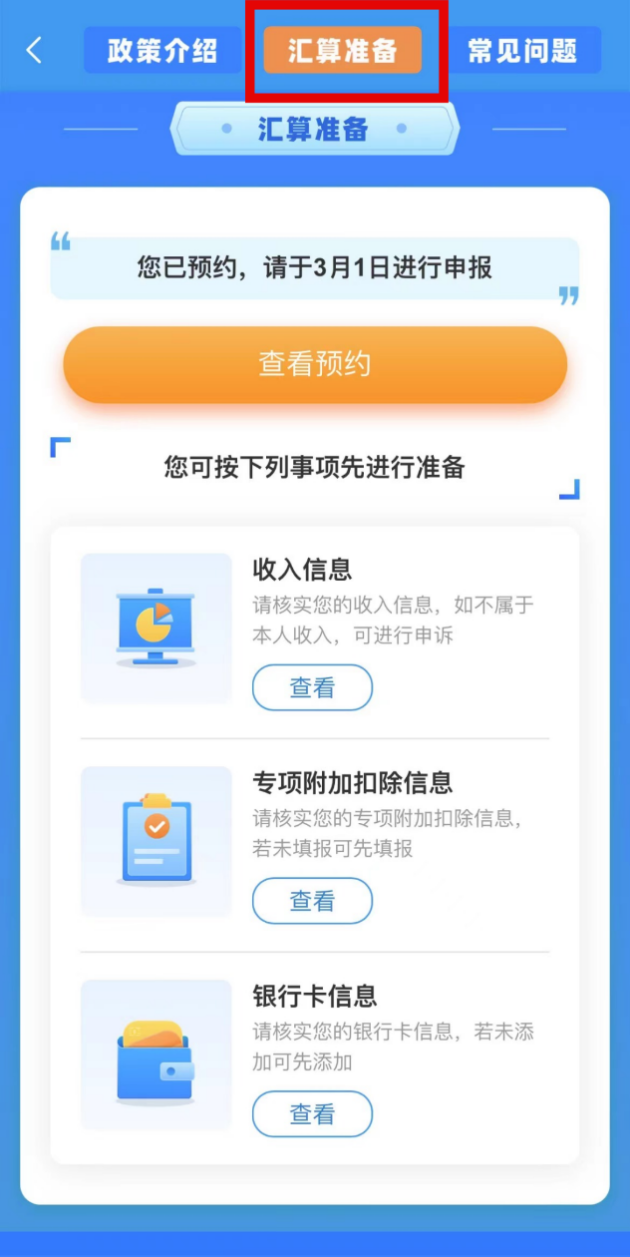 政策介绍
汇算准备
常见问题
汇算准备
您已预约，请于3月1日进行申报
查看预约
您可按下列事项先进行准备
收入信息
请核实您的收入信息，如不属于
本人收入，可进行申诉
查看
专项附加扣除信息
请核实您的专项附加扣除信息，
若未填报可先填报
查看
银行卡信息
请核实您的银行卡信息，若未添
加可先添加
查看